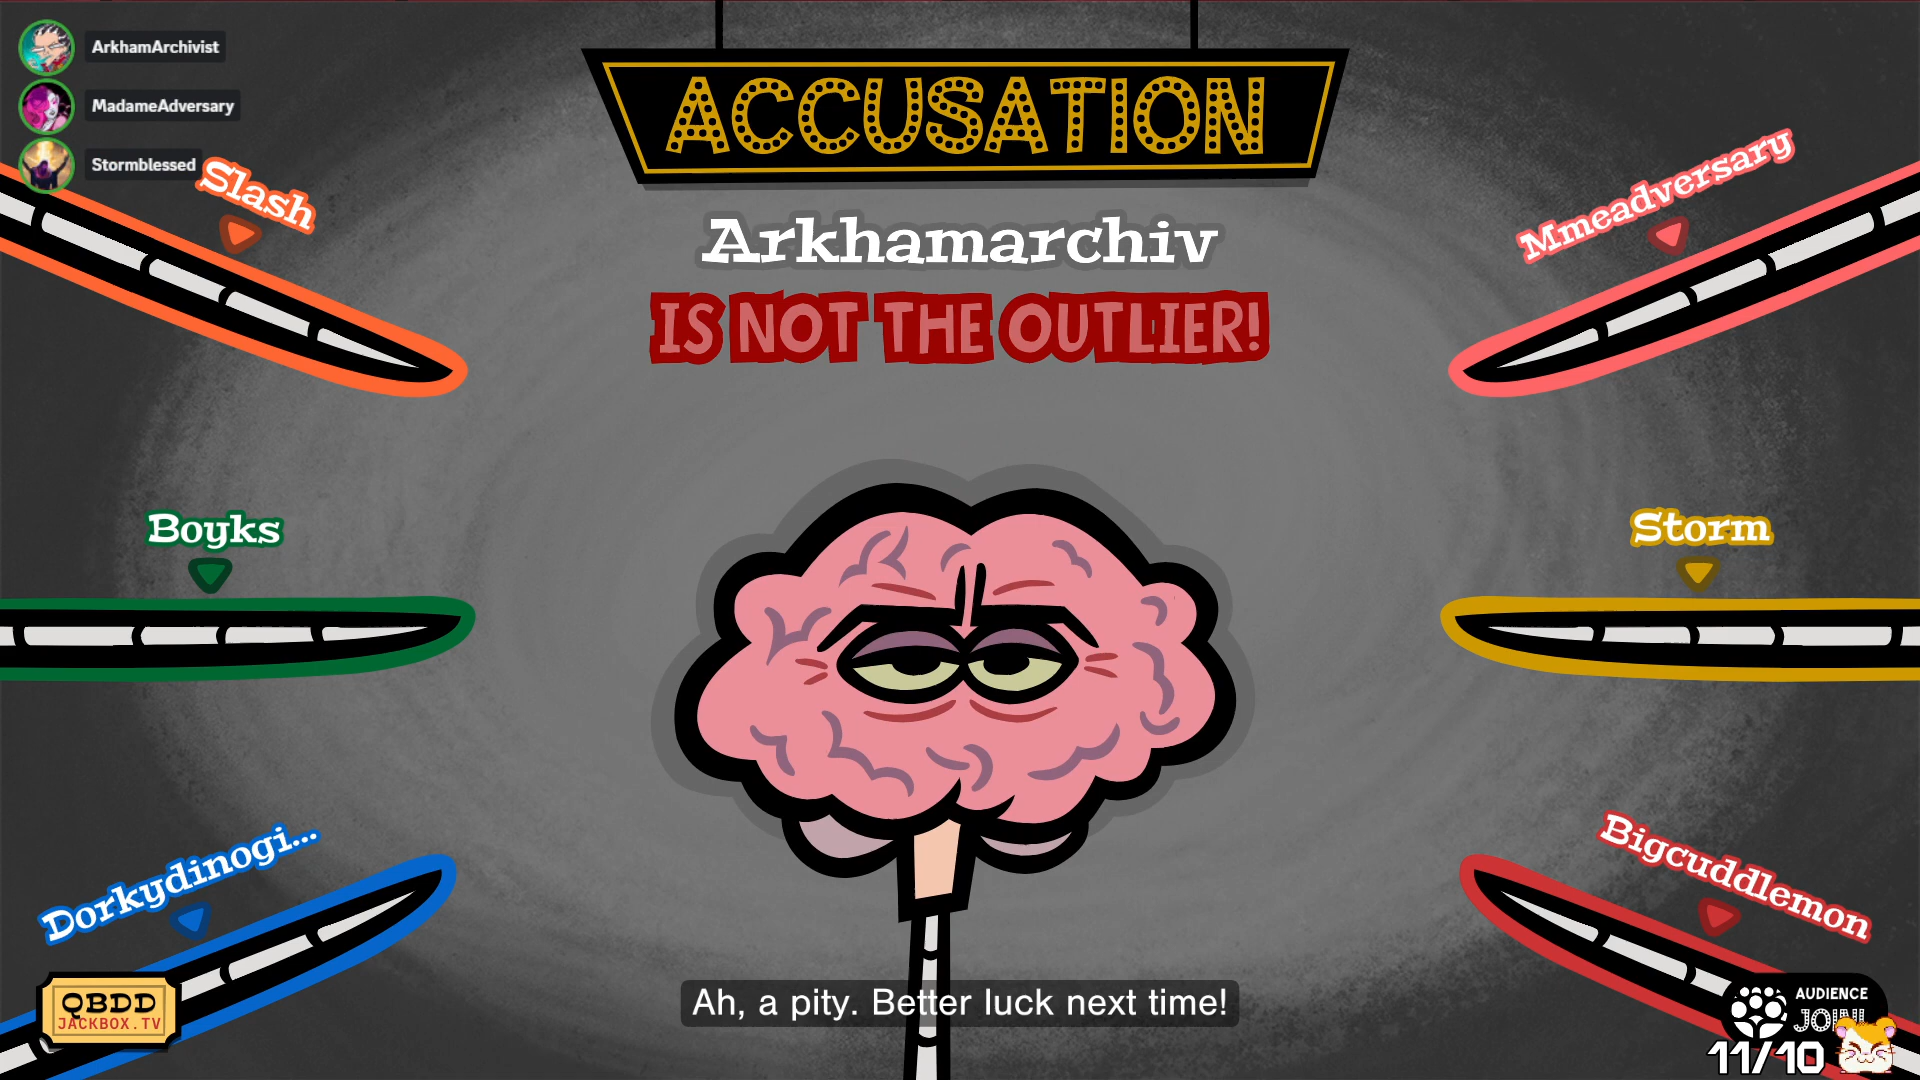 ArkhamArchivist
MadameAdversary
Stormblessed
ACCUSATION
Arkhamarchiv
IS NOT THE OUTLIER!
Slash
Mmeadversary
Boyks
Storm
Dorkydinogi...
Bigcuddlemon
QBDD
JACKBOX.TV
Ah, a pity. Better luck next time!
AUDIENCE
JOIN!
11/10